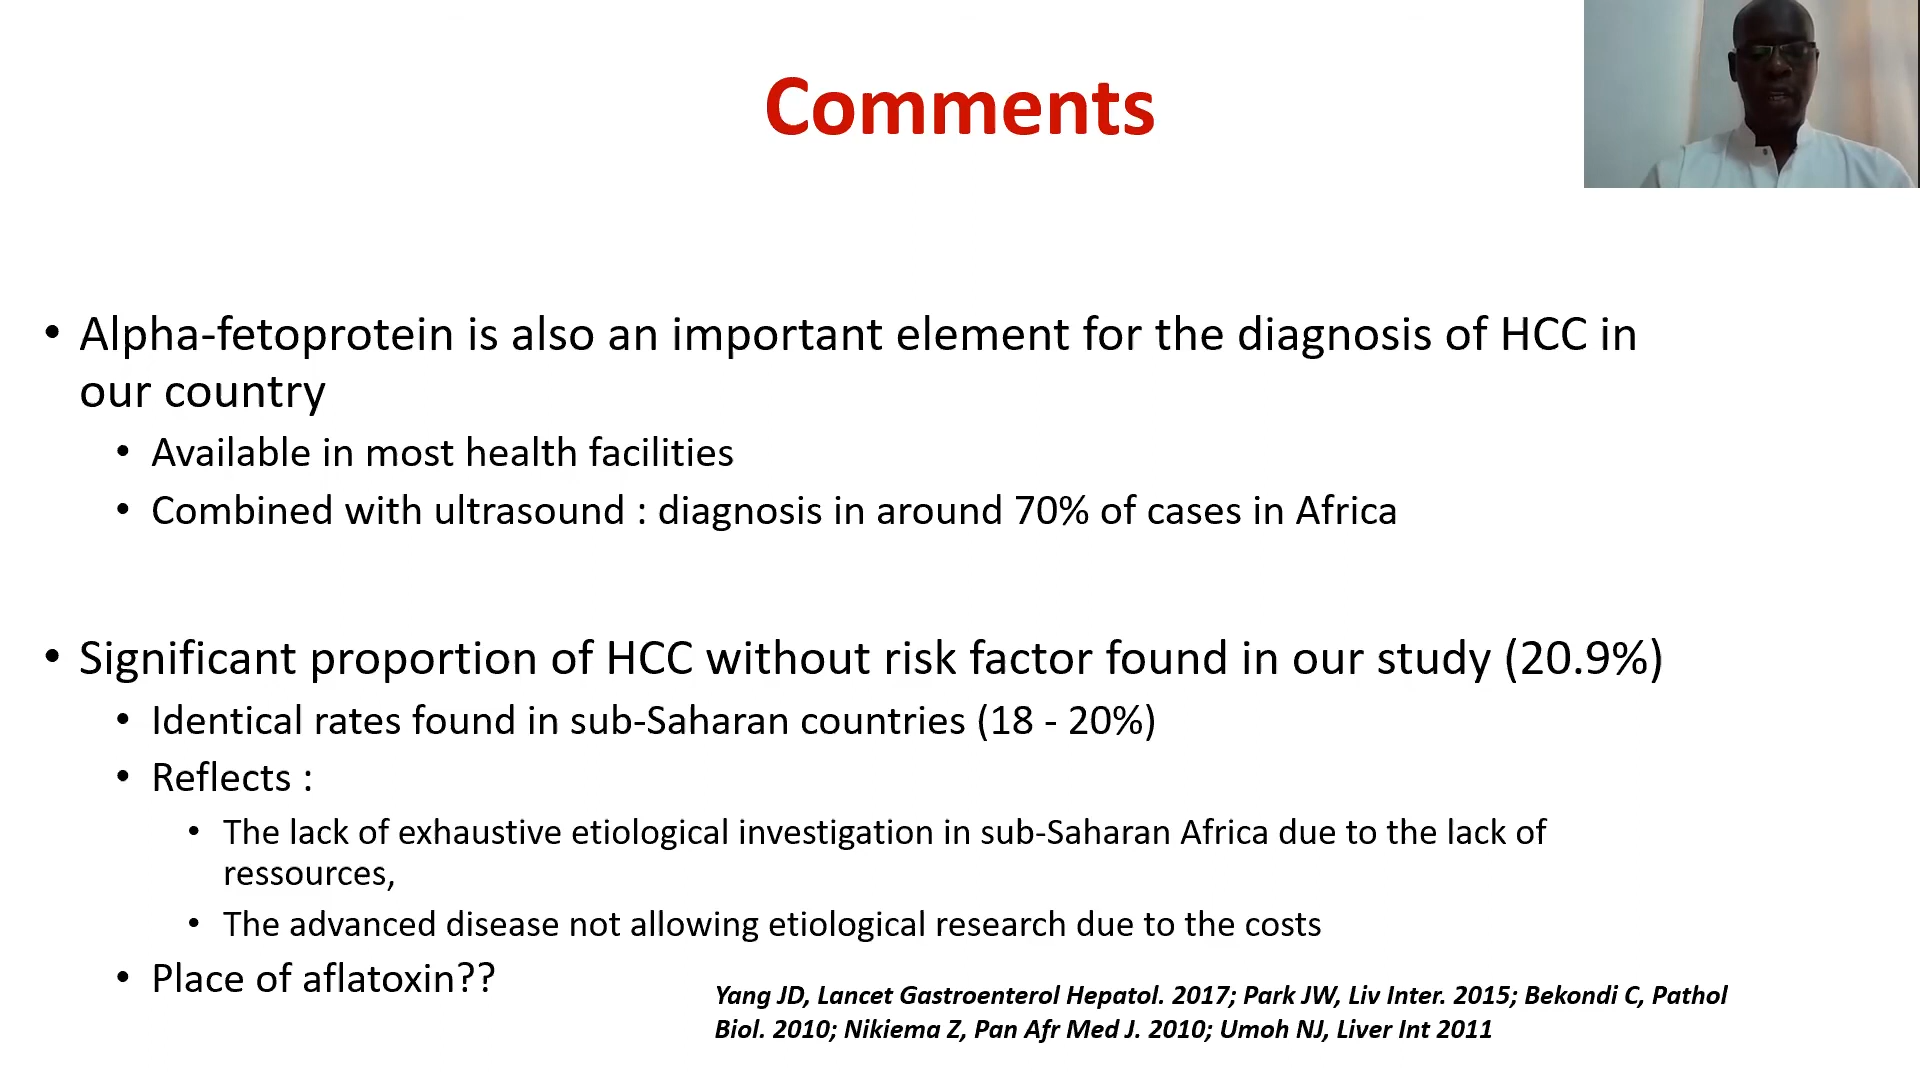 Comments
• Alpha-fetoprotein is also an important element for the diagnosis of HCC in
our country
• Available in most health facilities
• Combined with ultrasound : diagnosis in around 70% of cases in Africa
• Significant proportion of HCC without risk factor found in our study (20.9%)
• Identical rates found in sub-Saharan countries (18 - 20%)
• Reflects :
• The lack of exhaustive etiological investigation in sub-Saharan Africa due to the lack of
ressources,
• The advanced disease not allowing etiological research due to the costs
• Place of aflatoxin??
Yang JD, Lancet Gastroenterol Hepatol. 2017; Park JW, Liv Inter. 2015; Bekondi C, Pathol
Biol. 2010; Nikiema Z, Pan Afr Med J. 2010; Umoh NJ, Liver Int 2011